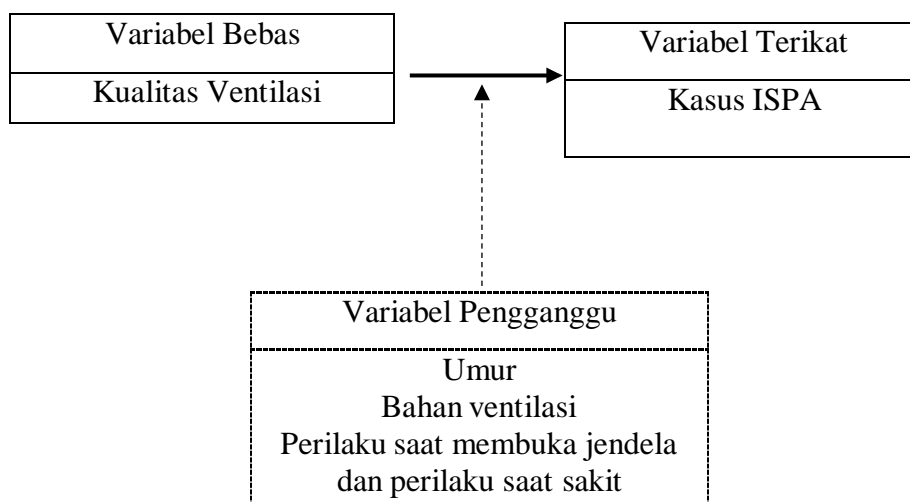 Variabel Bebas
Kualitas Ventilasi
Variabel Terikat
Kasus ISPA
Variabel Pengganggu
Umur
Bahan ventilasi
Perilaku saat membuka jendela
dan perilaku saat sakit